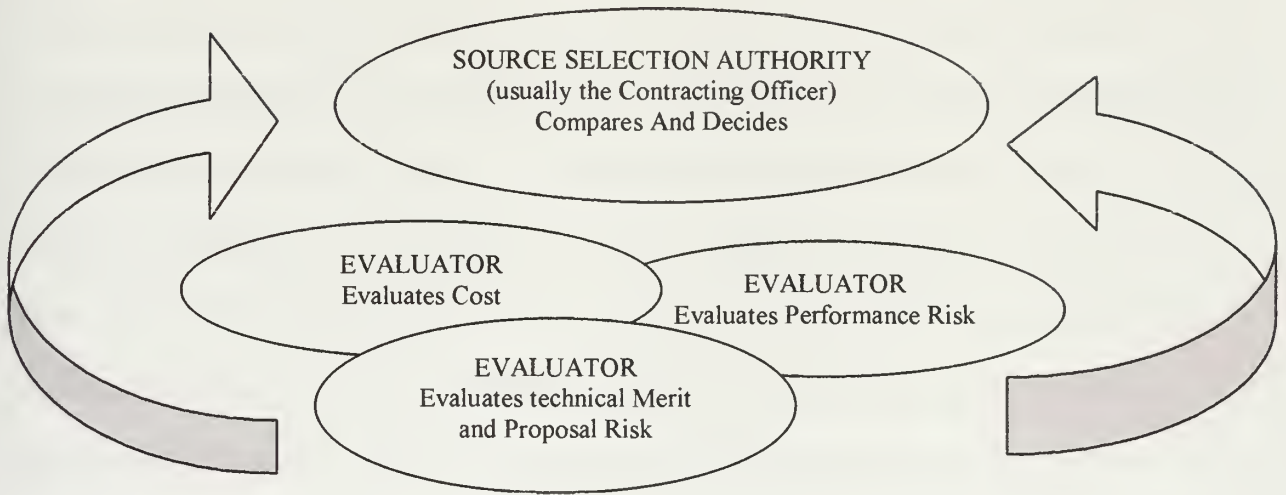 SOURCE SELECTION AUTHORITY
(usually the Contracting Officer)
Compares And Decides
EVALUATOR
Evaluates Cost
EVALUATOR
Evaluates Performance Risk
EVALUATOR
Evaluates technical Merit
and Proposal Risk